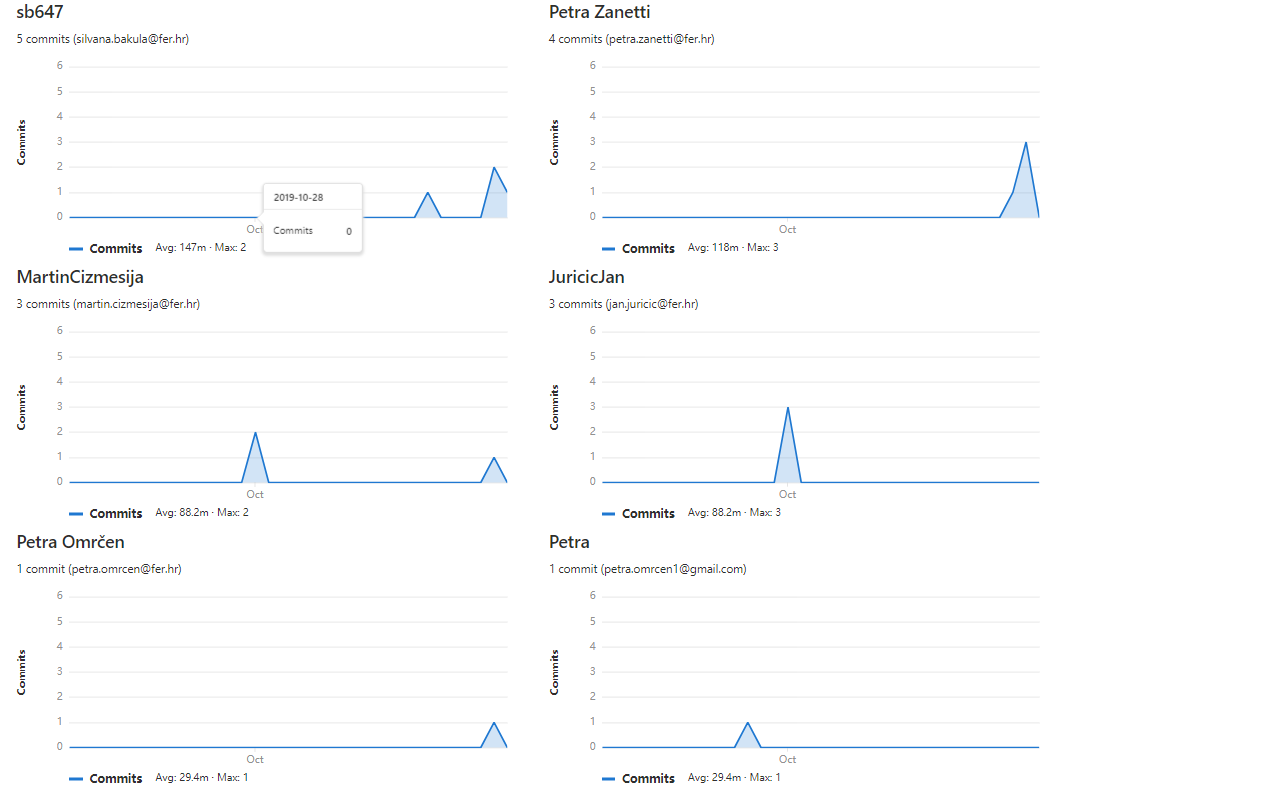 sb647
5 commits (silvana.bakula@fer.hr)
6
5
4
3
2
1
0
Commits
2019-10-28
Commits 0
Oct
Commits Avg: 147m · Max: 2
Petra Zanetti
4 commits (petra.zanetti@fer.hr)
6
5
4
3
2
1
0
Commits
Oct
Commits Avg: 118m · Max: 3
MartinCizmesija
3 commits (martin.cizmesija@fer.hr)
6
5
4
3
2
1
0
Commits
Oct
Commits Avg: 88.2m · Max: 2
JuricicJan
3 commits (jan.juricic@fer.hr)
6
5
4
3
2
1
0
Commits
Oct
Commits Avg: 88.2m · Max: 3
Petra Omrčen
1 commit (petra.omrcen@fer.hr)
6
5
4
3
2
1
0
Commits
Oct
Commits Avg: 29.4m · Max: 1
Petra
1 commit (petra.omrcen1@gmail.com)
6
5
4
3
2
1
0
Commits
Oct
Commits Avg: 29.4m · Max: 1